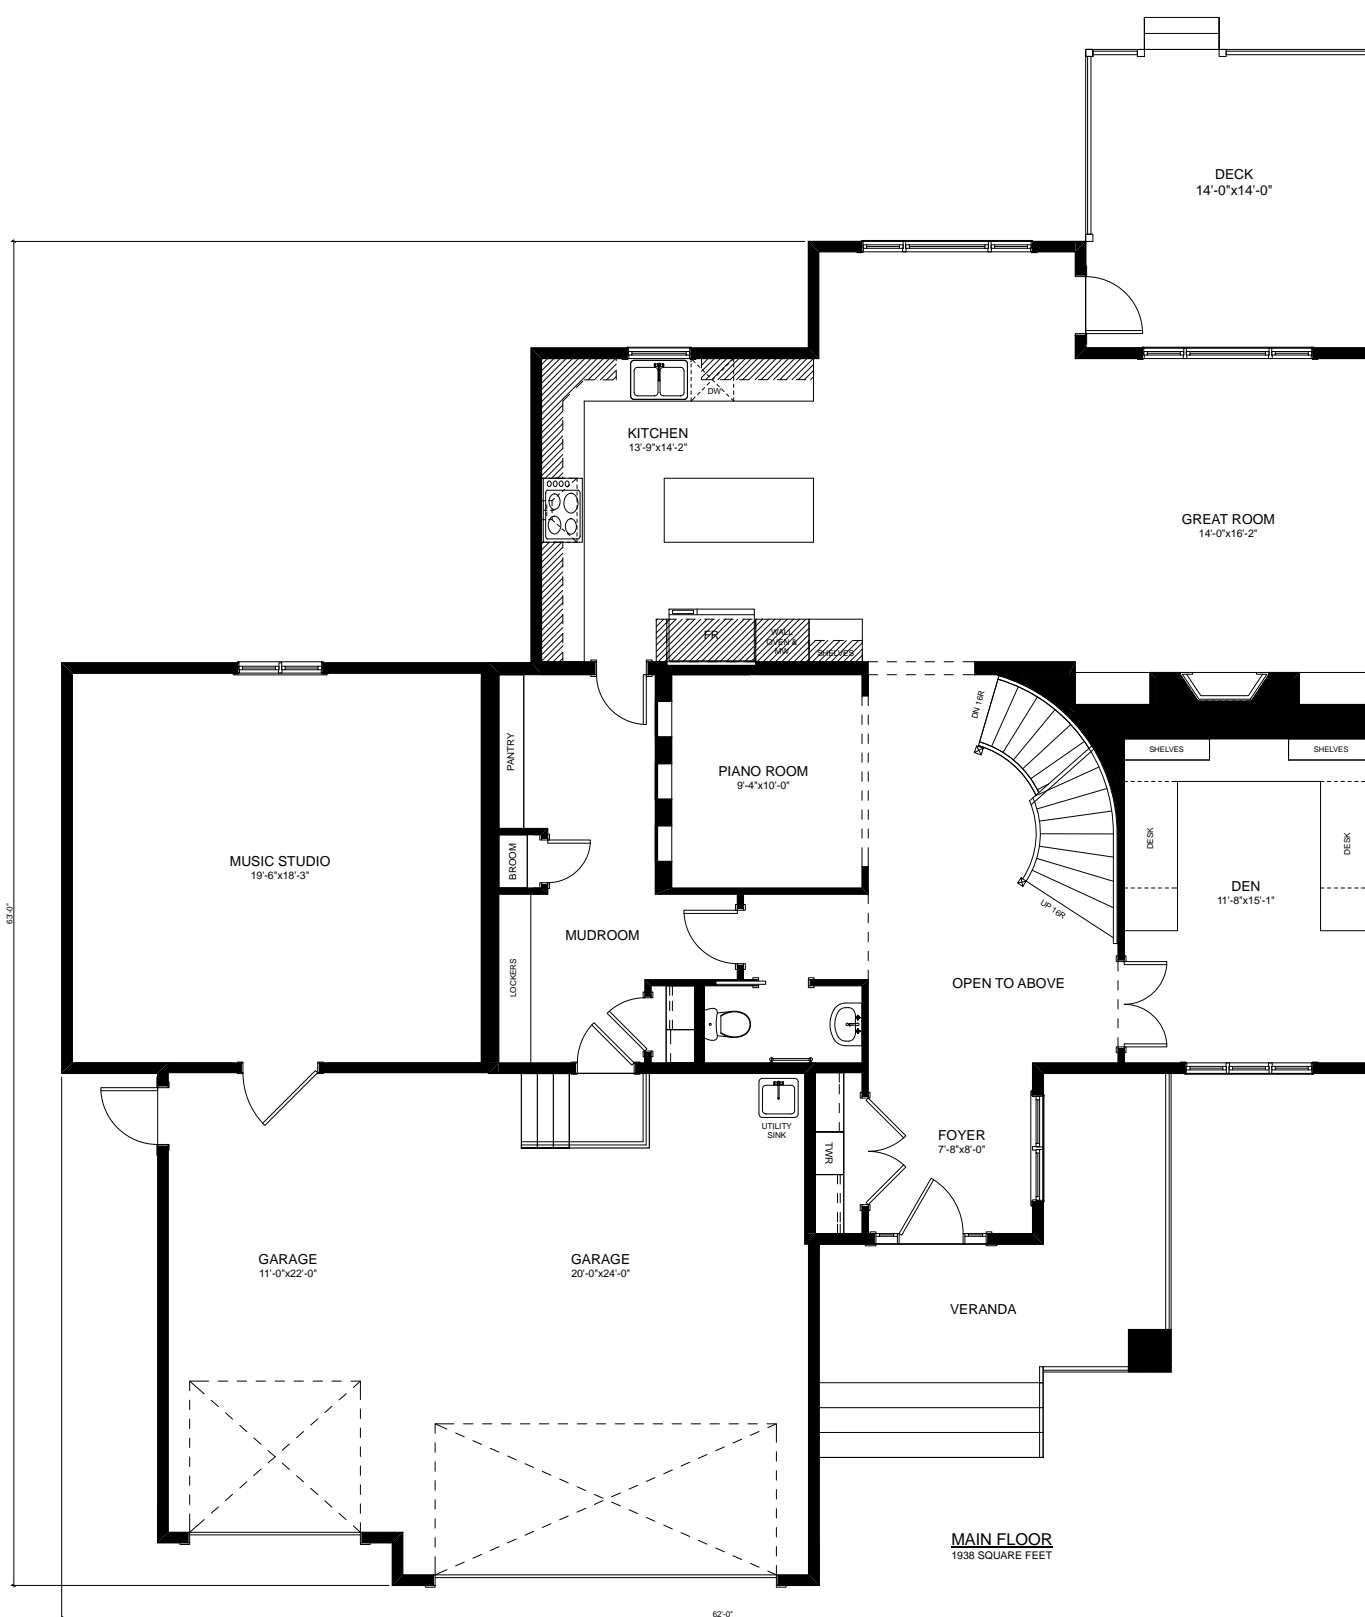 DECK
14'-0"x14'-0"
DW
KITCHEN
13'-9"x14'-2"
GREAT ROOM
14'-0"x16'-2"
FR
WALL
OVEN &
MW
SHELVES
DN 16R
PANTRY
PIANO ROOM
9'-4"x10'-0"
SHELVES
SHELVES
DESK
DESK
BROOM
MUSIC STUDIO
19'-6"x18'-3"
DEN
11'-8"x15'-1"
UP 16R
63'-0"
MUDROOM
LOCKERS
OPEN TO ABOVE
UTILITY
SINK
TWR
FOYER
7'-8"x8'-0"
GARAGE
11'-0"x22'-0"
GARAGE
20'-0"x24'-0"
VERANDA
MAIN FLOOR
1938 SQUARE FEET
62'-0"